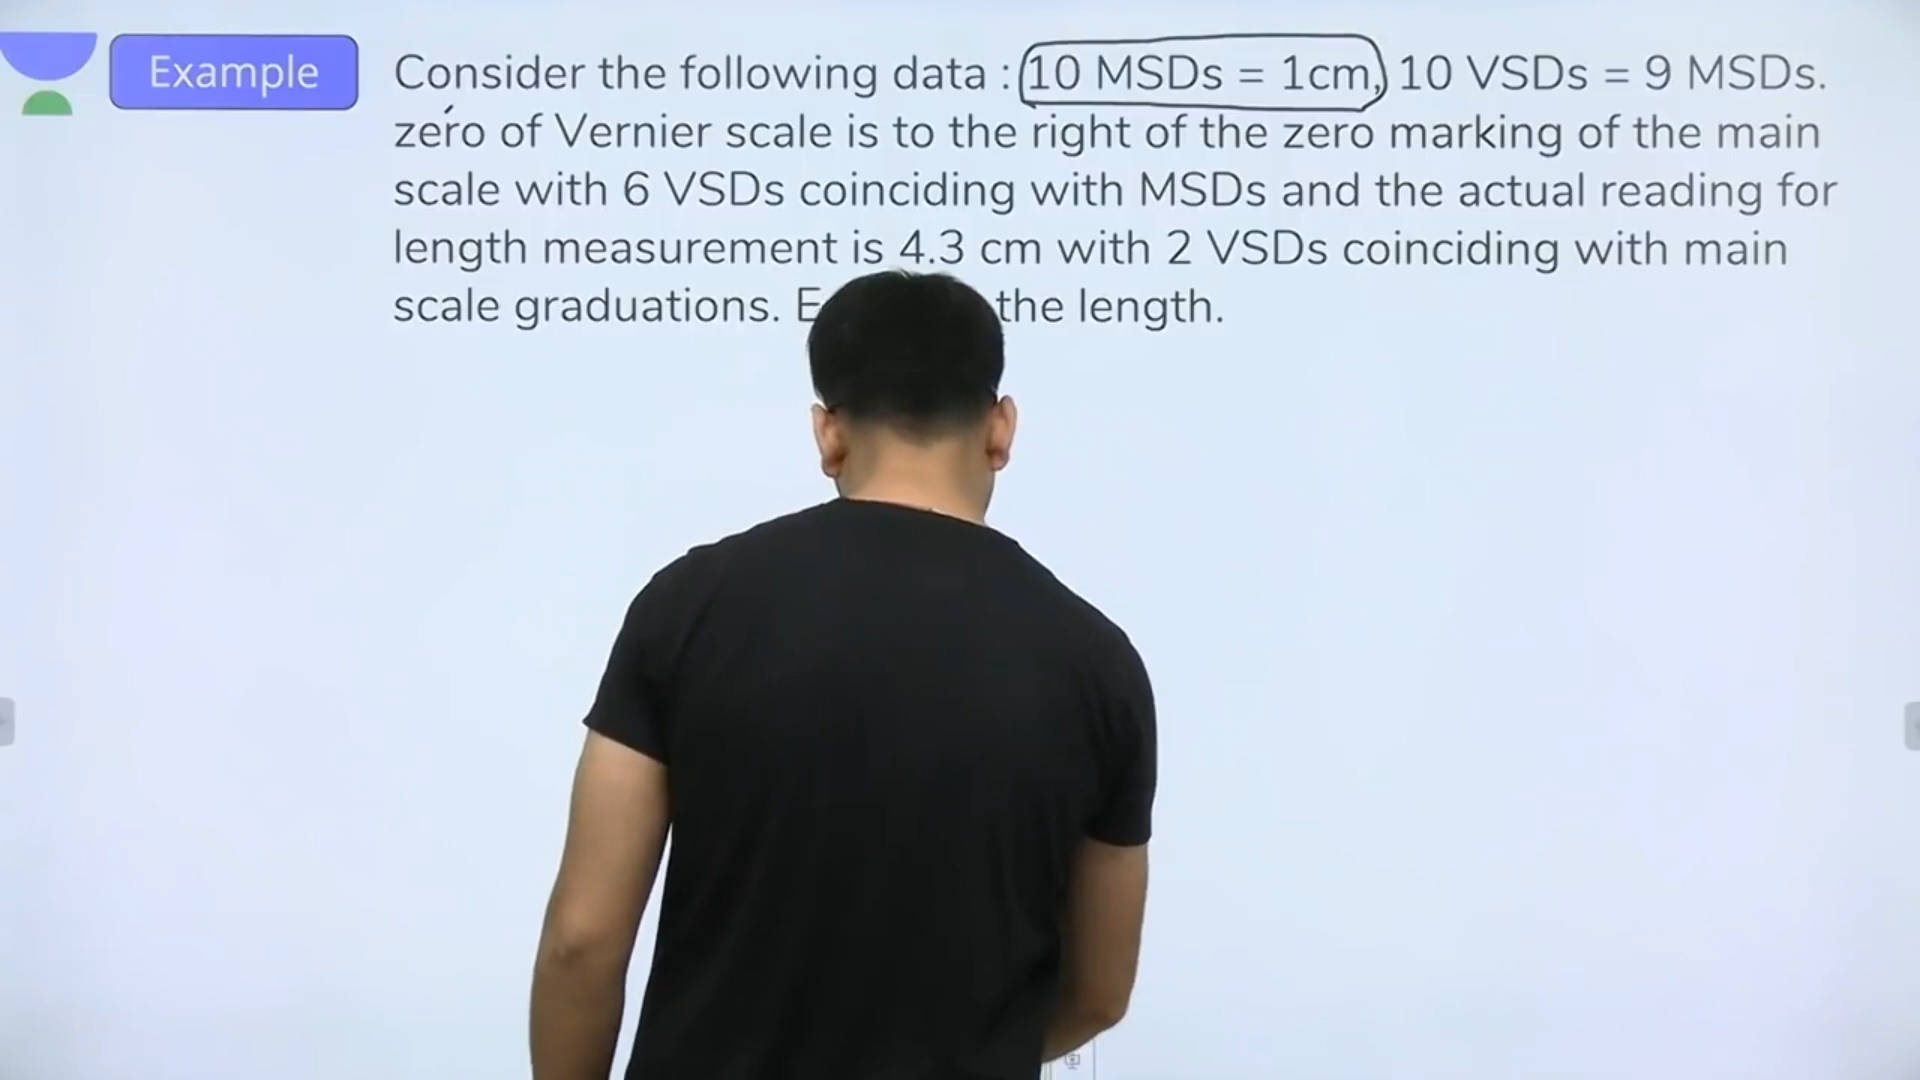 Example
Consider the following data : 10 MSDs = 1cm, 10 VSDs = 9 MSDs.
zero of Vernier scale is to the right of the zero marking of the main
scale with 6 VSDs coinciding with MSDs and the actual reading for
length measurement is 4.3 cm with 2 VSDs coinciding with main
scale graduations. the length.